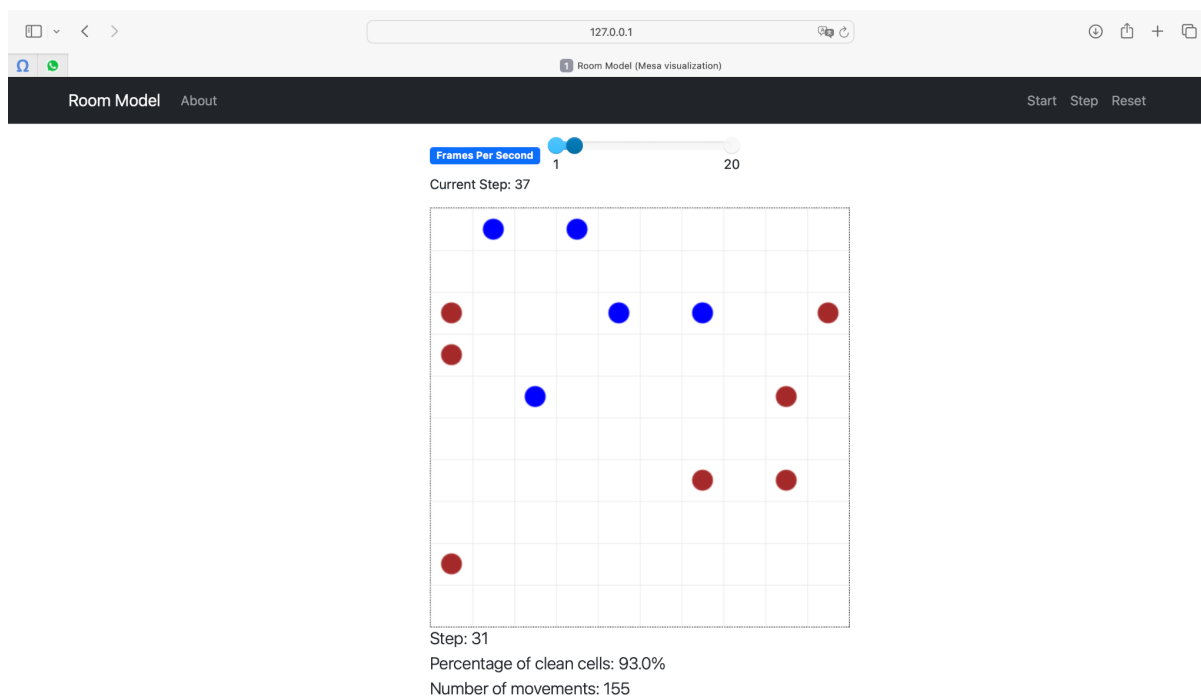 127.0.0.1
Ω
1 Room Model (Mesa visualization)
Room Model About Start Step Reset
Frames Per Second
1 20
Current Step: 37
Step: 31
Percentage of clean cells: 93.0%
Number of movements: 155